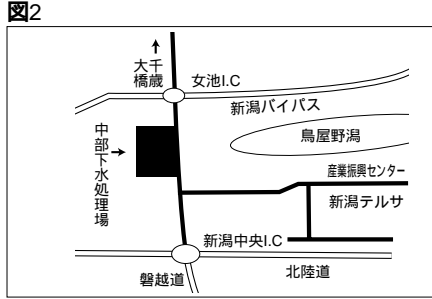 図2
千歳
大橋
女池I.C
新潟バイパス
鳥屋野潟
中部下水処理場
産業振興センター
新潟テルサ
新潟中央I.C
磐越道
北陸道